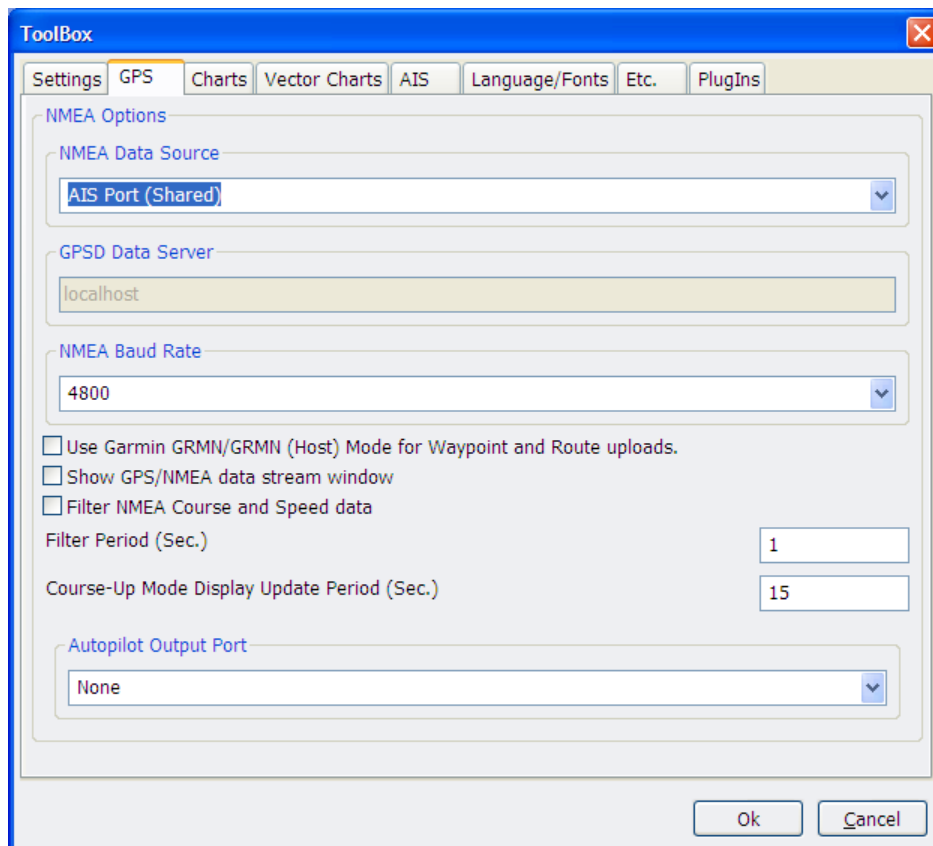 ToolBox
Settings GPS Charts Vector Charts AIS Language/Fonts Etc. PlugIns
NMEA Options
NMEA Data Source
AIS Port (Shared)
GPSD Data Server
localhost
NMEA Baud Rate
4800
Use Garmin GRMN/GRMN (Host) Mode for Waypoint and Route uploads.
Show GPS/NMEA data stream window
Filter NMEA Course and Speed data
Filter Period (Sec.) 1
Course-Up Mode Display Update Period (Sec.) 15
Autopilot Output Port
None
Ok Cancel